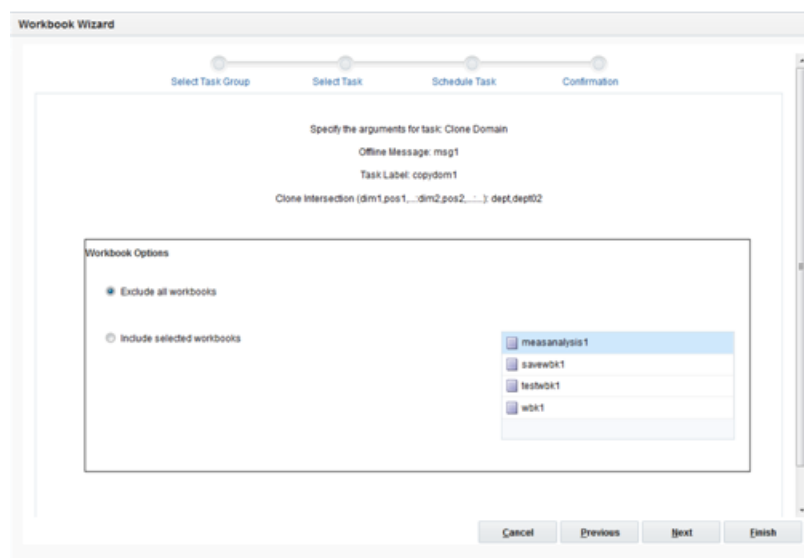 Workbook Wizard
Select Task Group Select Task Schedule Task Confirmation
Specify the arguments for task: Clone Domain
Offline Message: msg1
Task Label: copydom1
Clone Intersection (dim1,pos1,..:dim2,pos2,..:..): dept,dept02
Workbook Options
Exclude all workbooks
Include selected workbooks
measanalysis1
savewbk1
testwbk1
wbk1
Cancel Previous Next Finish